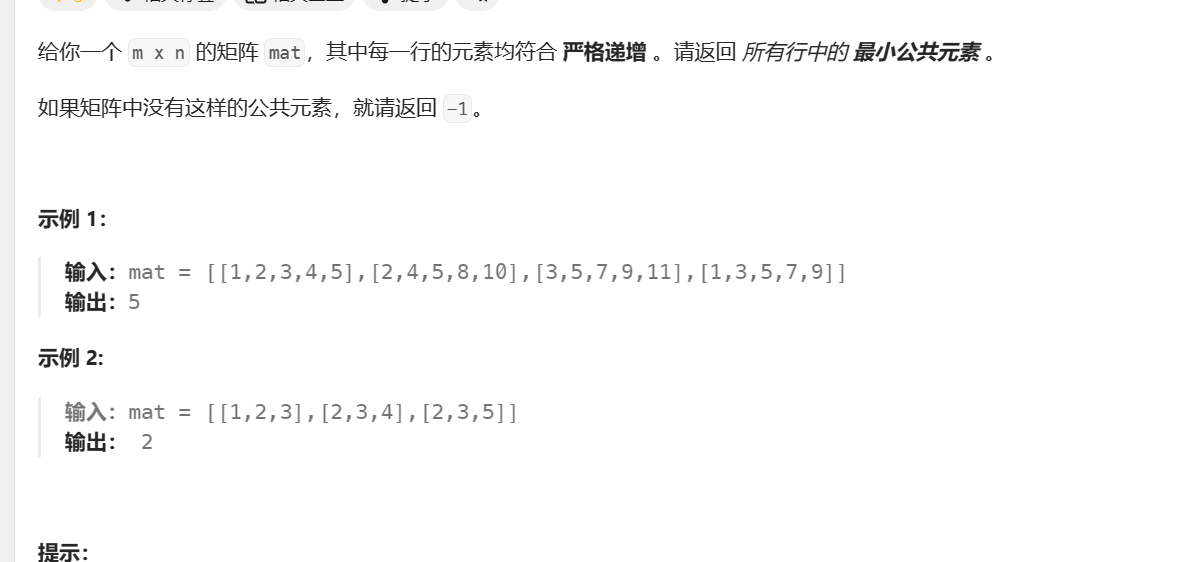 给你一个 m x n 的矩阵 mat，其中每一行的元素均符合 严格递增 。请返回 所有行中的 最小公共元素 。
如果矩阵中没有这样的公共元素，就请返回 -1。
示例 1：
输入：mat = [[1,2,3,4,5],[2,4,5,8,10],[3,5,7,9,11],[1,3,5,7,9]]
输出：5
示例 2:
输入：mat = [[1,2,3],[2,3,4],[2,3,5]]
输出： 2
提示：